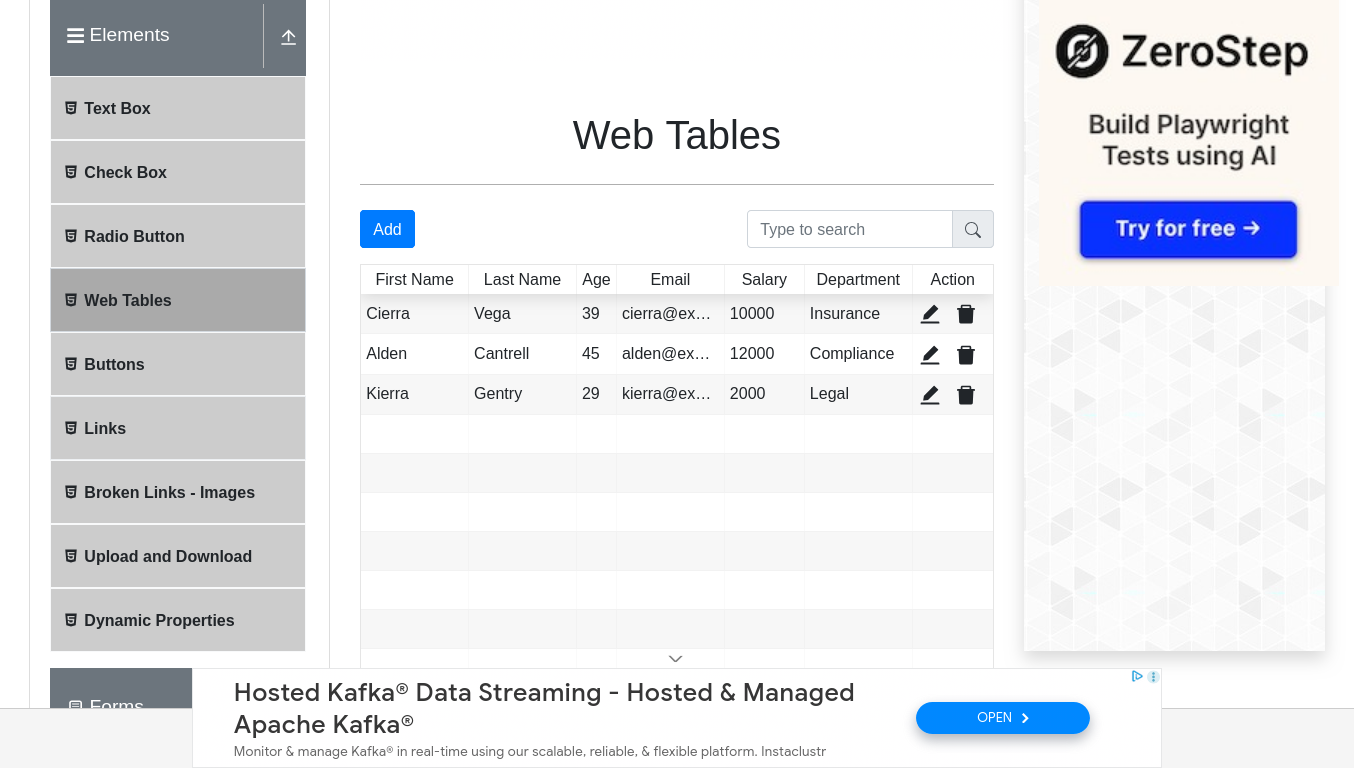 Elements
Text Box
Check Box
Radio Button
Web Tables
Buttons
Links
Broken Links - Images
Upload and Download
Dynamic Properties
Forms
Web Tables
Add
Type to search
First Name Last Name Age Email Salary Department Action
Cierra Vega 39 cierra@ex… 10000 Insurance
Alden Cantrell 45 alden@ex… 12000 Compliance
Kierra Gentry 29 kierra@ex… 2000 Legal
ZeroStep
Build Playwright
Tests using AI
Try for free →
Hosted Kafka® Data Streaming - Hosted & Managed
Apache Kafka®
Monitor & manage Kafka® in real-time using our scalable, reliable, & flexible platform. Instaclustr
OPEN